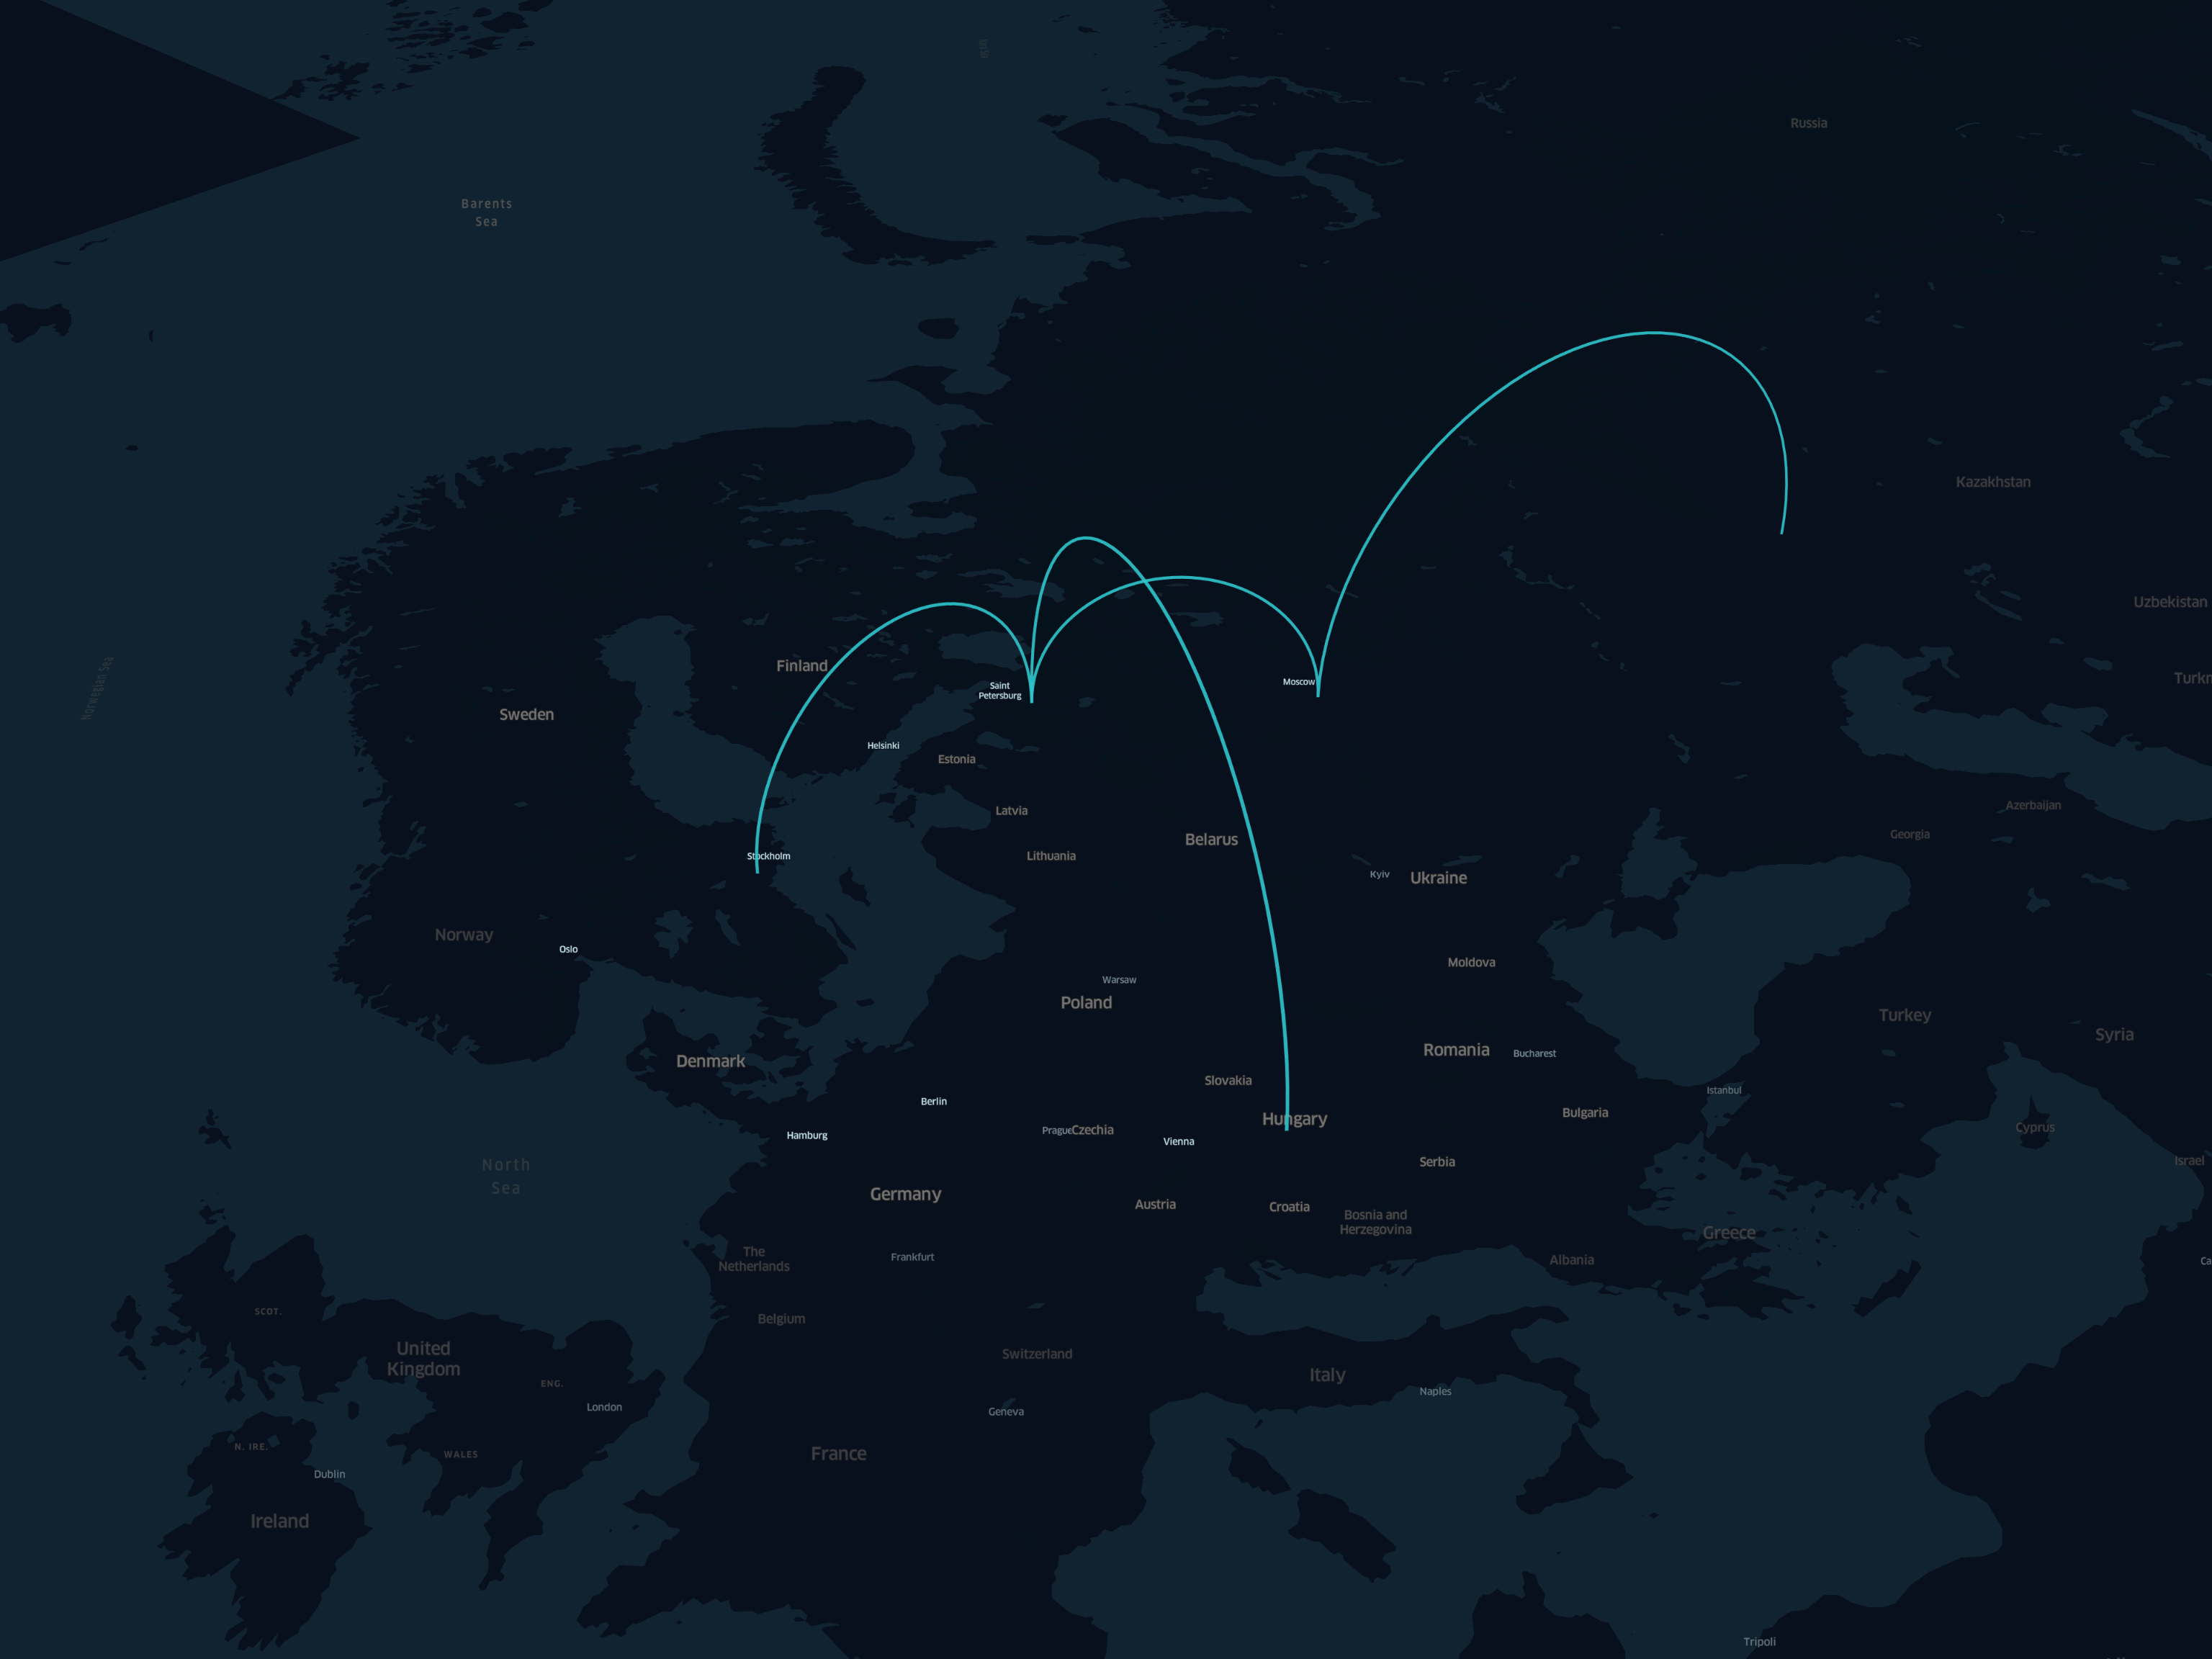 Russia
Barents
Sea
Kazakhstan
Uzbekistan
Finland
Turkn
Norwegian Sea
Moscow
Saint
Petersburg
Sweden
Helsinki
Estonia
Azerbaijan
Latvia
Georgia
Belarus
Stockholm
Lithuania
Kyiv
Ukraine
Norway
Oslo
Moldova
Warsaw
Poland
Turkey
Syria
Romania
Bucharest
Denmark
Slovakia
Istanbul
Berlin
Bulgaria
Hungary
Cyprus
Prague
Czechia
Hamburg
Vienna
Israel
Serbia
North
Sea
Germany
Austria
Croatia
Bosnia and
Herzegovina
Greece
The
Netherlands
Frankfurt
Albania
Ca
SCOT.
Belgium
United
Kingdom
Switzerland
Italy
ENG.
Naples
London
Geneva
N. IRE.
WALES
France
Dublin
Ireland
Tripoli